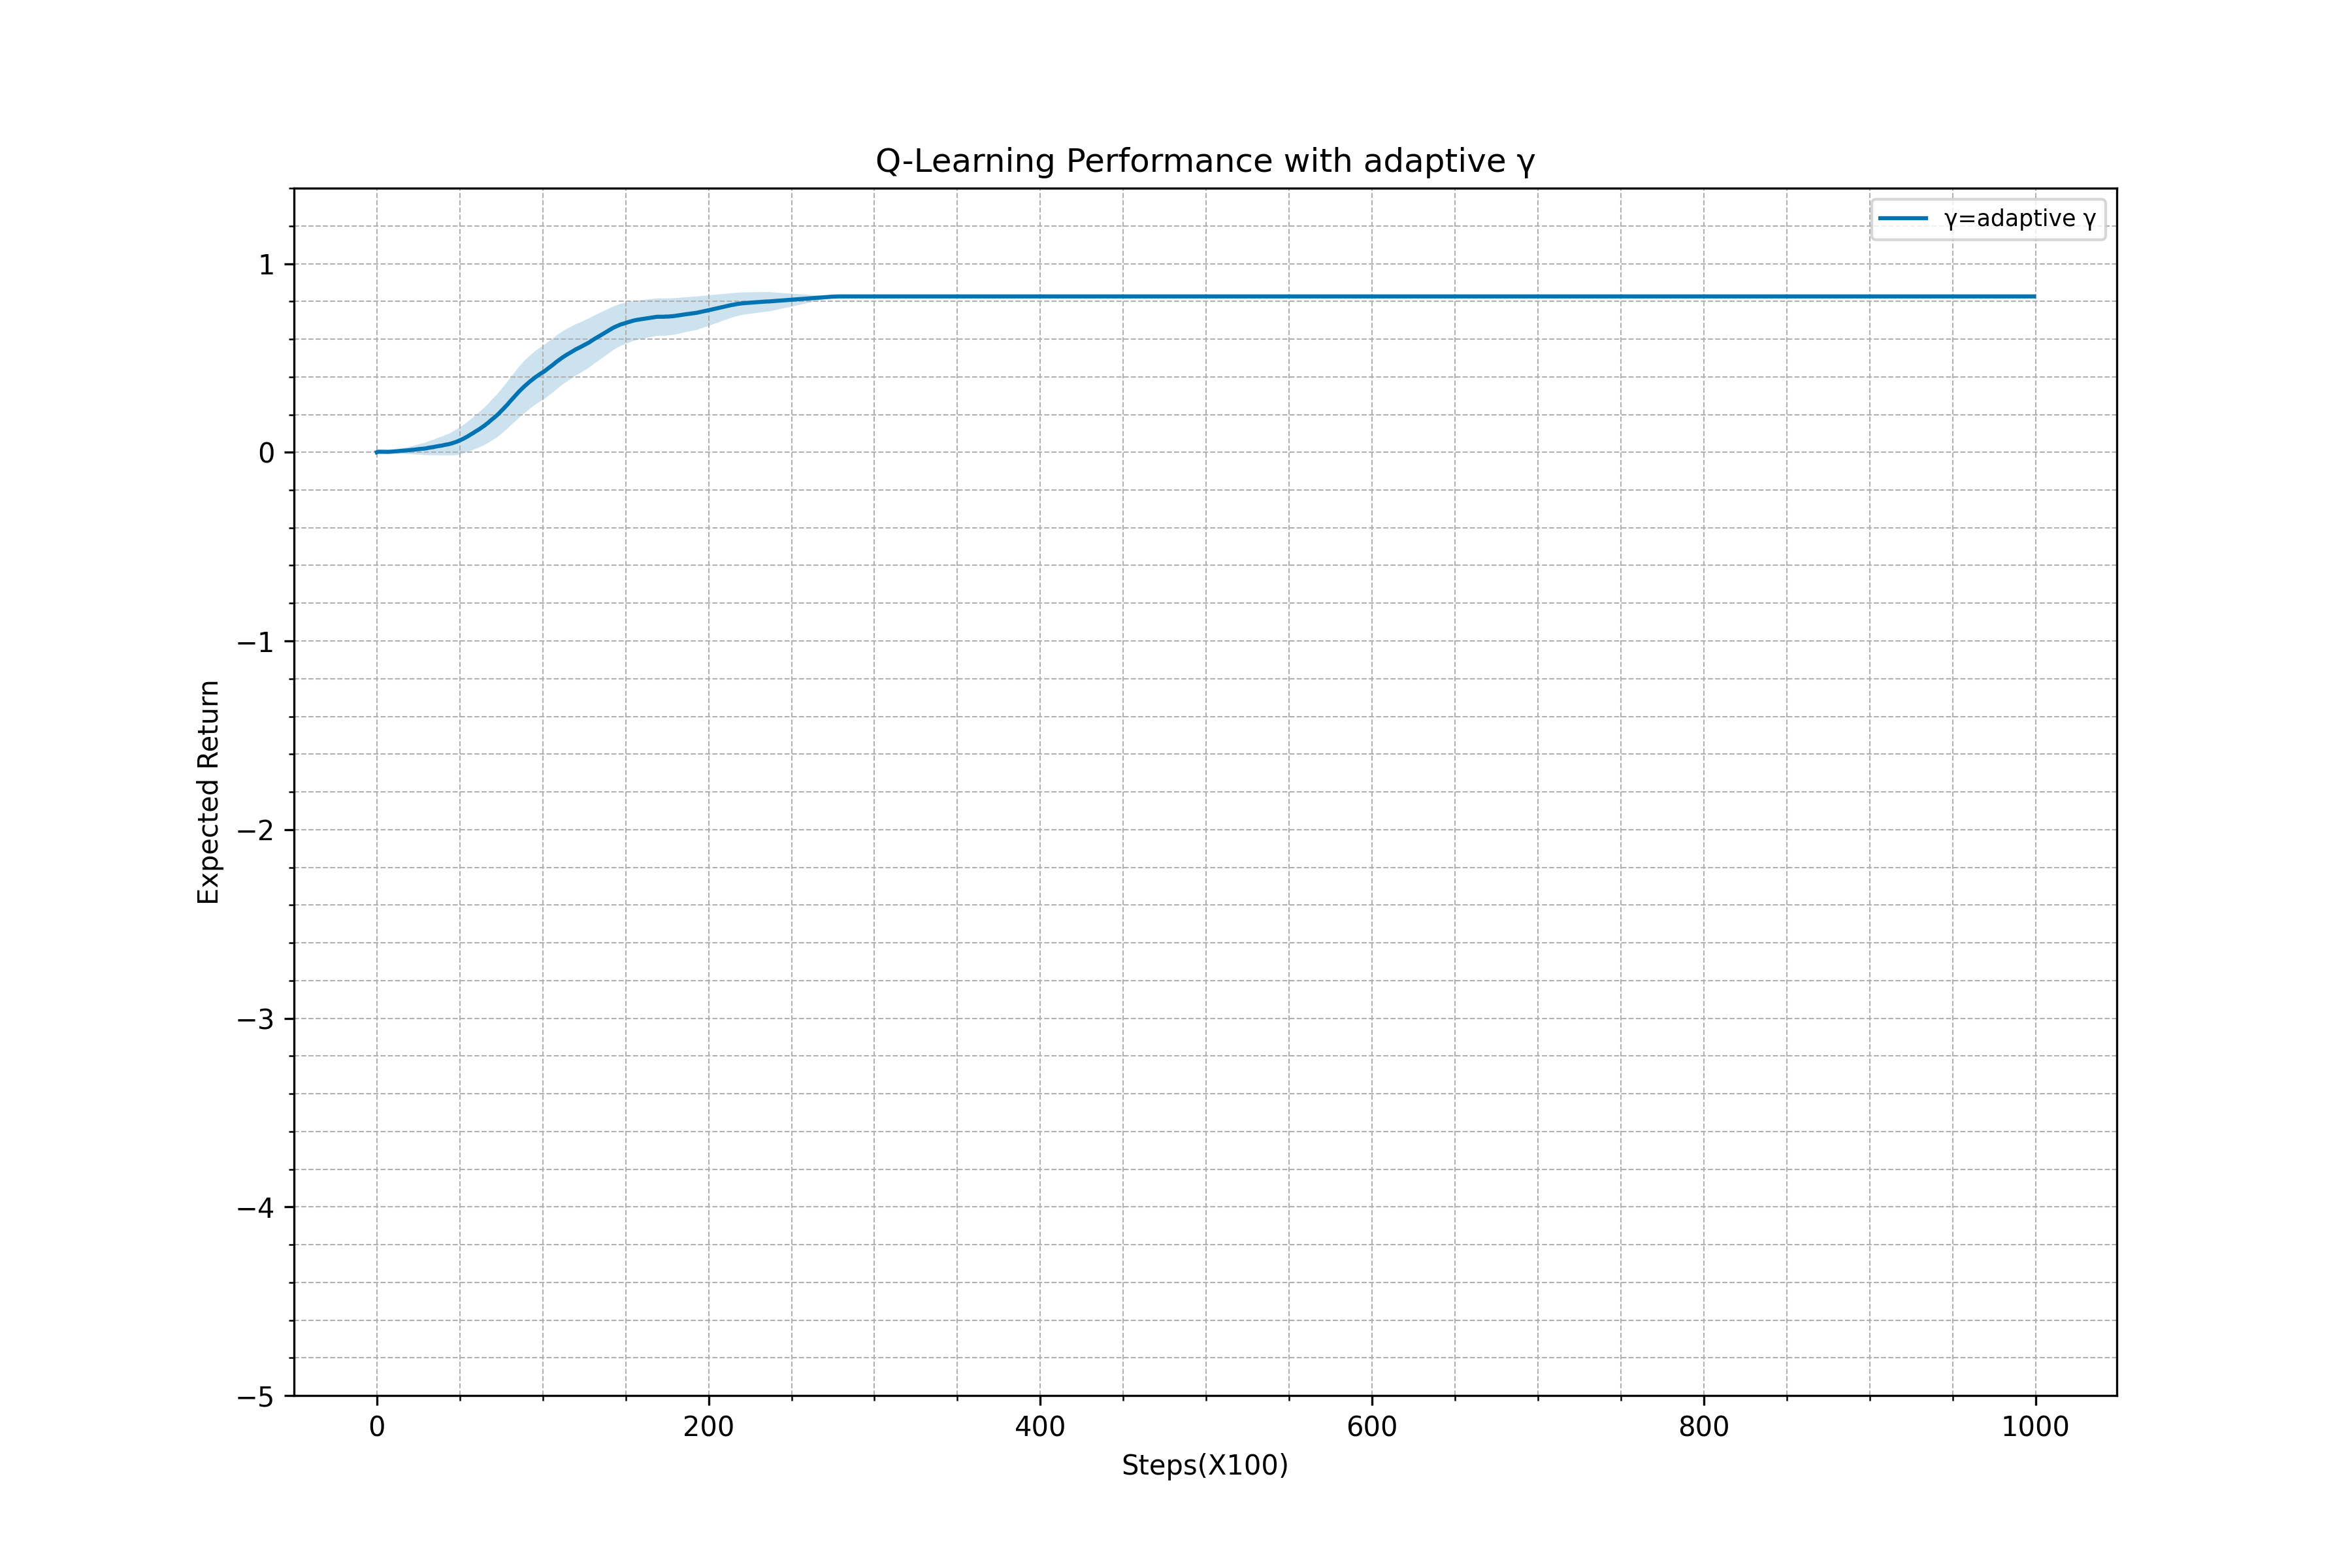 Q-Learning Performance with adaptive γ
γ=adaptive γ
1
0
−1
−2
−3
−4
−5
Expected Return
0 200 400 600 800 1000
Steps(X100)